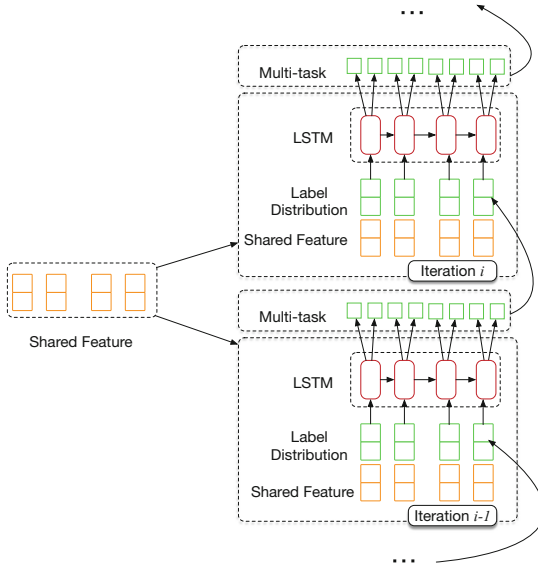 ...
Multi-task
LSTM
Label
Distribution
Shared Feature
Iteration i
Shared Feature
Multi-task
LSTM
Label
Distribution
Shared Feature
Iteration i-1
...